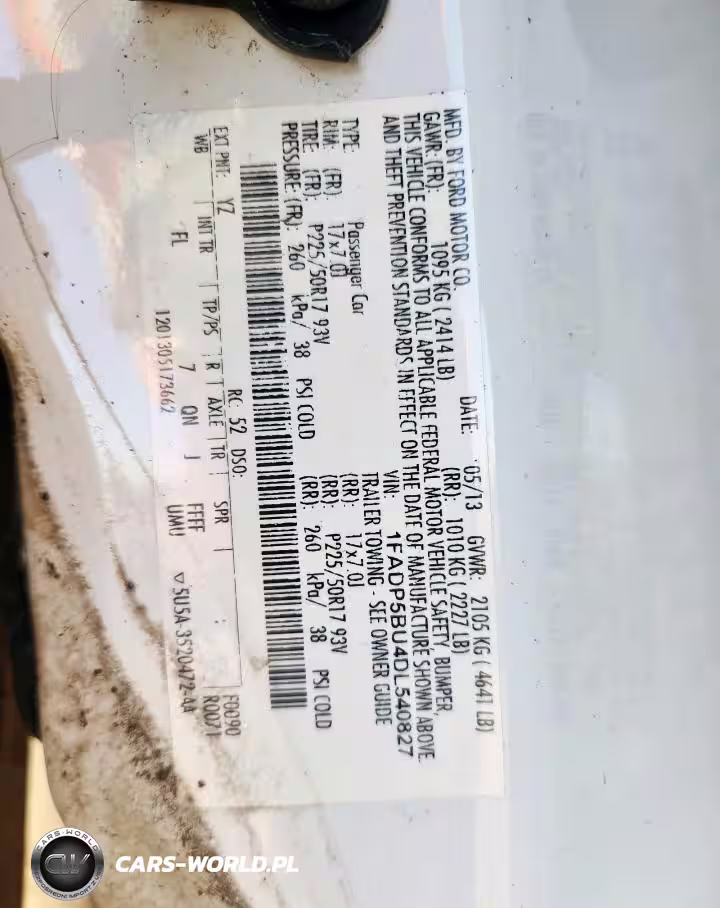 MFD. BY FORD MOTOR CO.
DATE: 05/13 GVWR: 2105 KG ( 4641 LB)
GAWR: (FR): 1095 KG ( 2414 LB) (RR): 1010 KG ( 2227 LB)
THIS VEHICLE CONFORMS TO ALL APPLICABLE FEDERAL MOTOR VEHICLE SAFETY, BUMPER,
AND THEFT PREVENTION STANDARDS IN EFFECT ON THE DATE OF MANUFACTURE SHOWN ABOVE.
VIN: 1FADP5BU4DL540827
TYPE: Passenger Car TRAILER TOWING - SEE OWNER GUIDE
RIM: (FR): 17x7.0J (RR): 17x7.0J
TIRE: (FR): P225/50R17 93V (RR): P225/50R17 93V
PRESSURE: (FR): 260 kPa/ 38 PSI COLD (RR): 260 kPa/ 38 PSI COLD
RC: 52 DSO: F0090
EXT PNT: YZ R0071
WB INT TR TP/PS R AXLE TR SPR
FL 7 QN J FFFF
UMU
1201305173662 ▽5U5A-3520472-AA
CARS-WORLD
CW
CARS-WORLD.PL